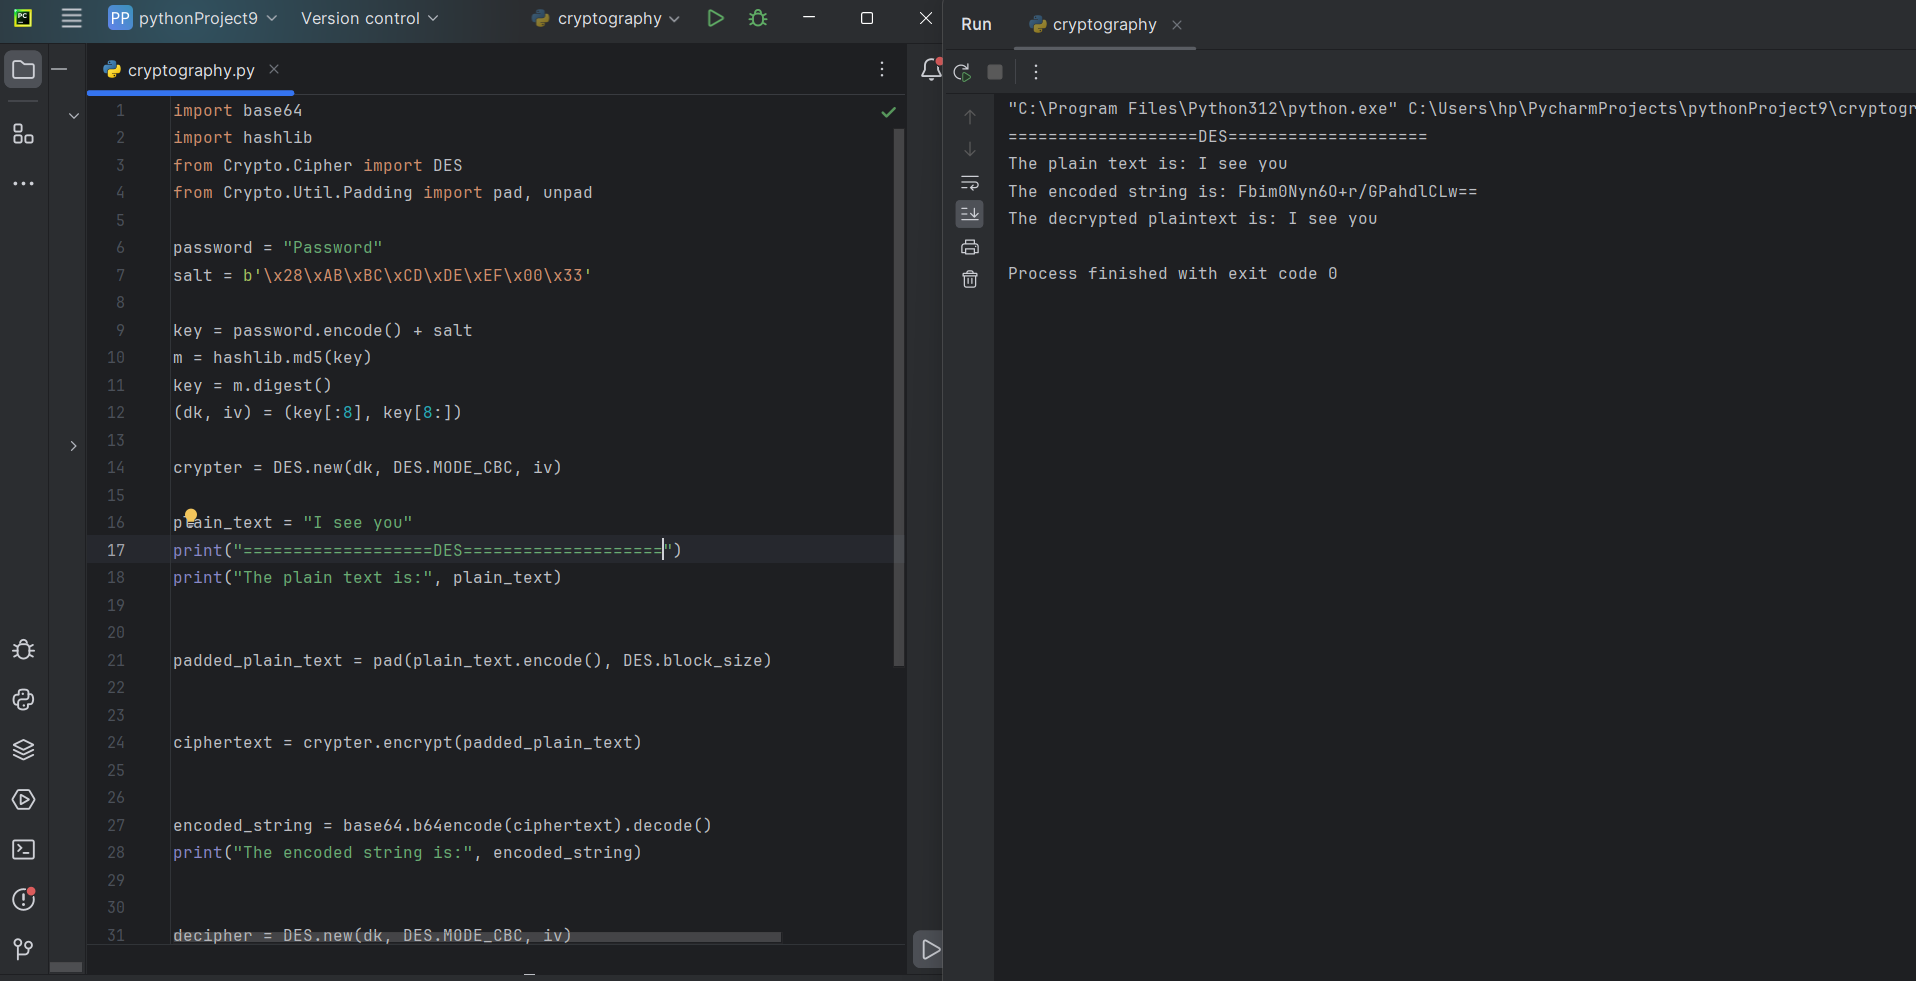 PC
PP pythonProject9
Version control
cryptography
cryptography.py
1 import base64
2 import hashlib
3 from Crypto.Cipher import DES
4 from Crypto.Util.Padding import pad, unpad
5
6 password = "Password"
7 salt = b'\x28\xAB\xBC\xCD\xDE\xEF\x00\x33'
8
9 key = password.encode() + salt
10 m = hashlib.md5(key)
11 key = m.digest()
12 (dk, iv) = (key[:8], key[8:])
13
14 crypter = DES.new(dk, DES.MODE_CBC, iv)
15
16 plain_text = "I see you"
17 print("===================DES====================")
18 print("The plain text is:", plain_text)
19
20
21 padded_plain_text = pad(plain_text.encode(), DES.block_size)
22
23
24 ciphertext = crypter.encrypt(padded_plain_text)
25
26
27 encoded_string = base64.b64encode(ciphertext).decode()
28 print("The encoded string is:", encoded_string)
29
30
31 decipher = DES.new(dk, DES.MODE_CBC, iv)
Run
cryptography
"C:\Program Files\Python312\python.exe" C:\Users\hp\PycharmProjects\pythonProject9\cryptogr
===================DES====================
The plain text is: I see you
The encoded string is: Fbim0Nyn6O+r/GPahdlCLw==
The decrypted plaintext is: I see you
Process finished with exit code 0